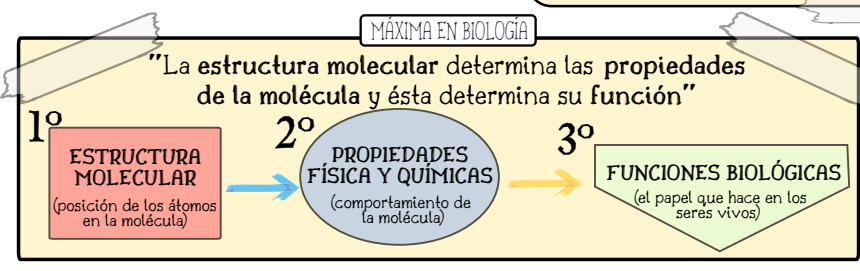 MÁXIMA EN BIOLOGÍA
"La estructura molecular determina las propiedades
de la molécula y ésta determina su función"
1º
ESTRUCTURA
MOLECULAR
(posición de los átomos
en la molécula)
2º
PROPIEDADES
FÍSICA Y QUÍMICAS
(comportamiento de
la molécula)
3º
FUNCIONES BIOLÓGICAS
(el papel que hace en los
seres vivos)